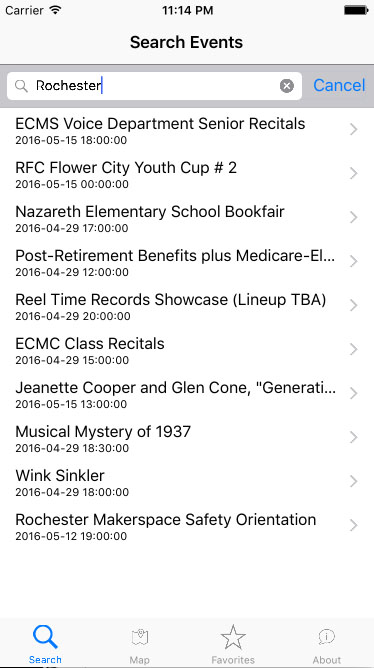 Carrier 11:14 PM
Search Events
Rochester Cancel
ECMS Voice Department Senior Recitals
2016-05-15 18:00:00
RFC Flower City Youth Cup # 2
2016-05-15 00:00:00
Nazareth Elementary School Bookfair
2016-04-29 17:00:00
Post-Retirement Benefits plus Medicare-El...
2016-04-29 12:00:00
Reel Time Records Showcase (Lineup TBA)
2016-04-29 20:00:00
ECMC Class Recitals
2016-04-29 15:00:00
Jeanette Cooper and Glen Cone, "Generati...
2016-05-15 13:00:00
Musical Mystery of 1937
2016-04-29 18:30:00
Wink Sinkler
2016-04-29 18:00:00
Rochester Makerspace Safety Orientation
2016-05-12 19:00:00
Search Map Favorites About